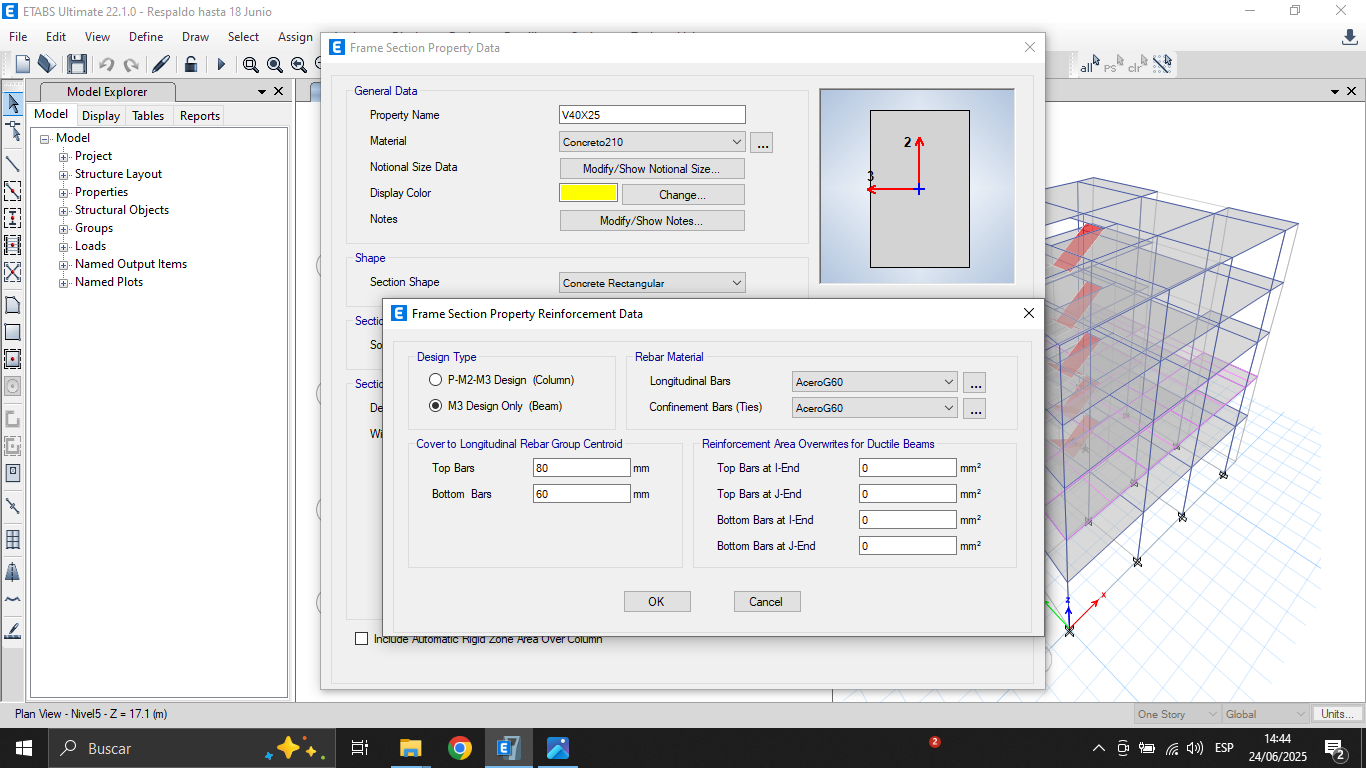 ETABS Ultimate 22.1.0 - Respaldo hasta 18 Junio
File Edit View Define Draw Select Assign
all PS clr
Model Explorer
Model Display Tables Reports
Model
Project
Structure Layout
Properties
Structural Objects
Groups
Loads
Named Output Items
Named Plots
Frame Section Property Data
General Data
Property Name V40X25
Material Concreto210 ...
Notional Size Data Modify/Show Notional Size...
Display Color Change...
Notes Modify/Show Notes...
2
3
Shape
Section Shape Concrete Rectangular
Frame Section Property Reinforcement Data
Design Type
P-M2-M3 Design (Column)
M3 Design Only (Beam)
Rebar Material
Longitudinal Bars AceroG60 ...
Confinement Bars (Ties) AceroG60 ...
Cover to Longitudinal Rebar Group Centroid
Top Bars 80 mm
Bottom Bars 60 mm
Reinforcement Area Overwrites for Ductile Beams
Top Bars at I-End 0 mm²
Top Bars at J-End 0 mm²
Bottom Bars at I-End 0 mm²
Bottom Bars at J-End 0 mm²
OK Cancel
Include Automatic Rigid Zone Area Over Column
Z X
Plan View - Nivel5 - Z = 17.1 (m)
One Story Global Units...
Buscar
2
ESP
14:44
24/06/2025
2